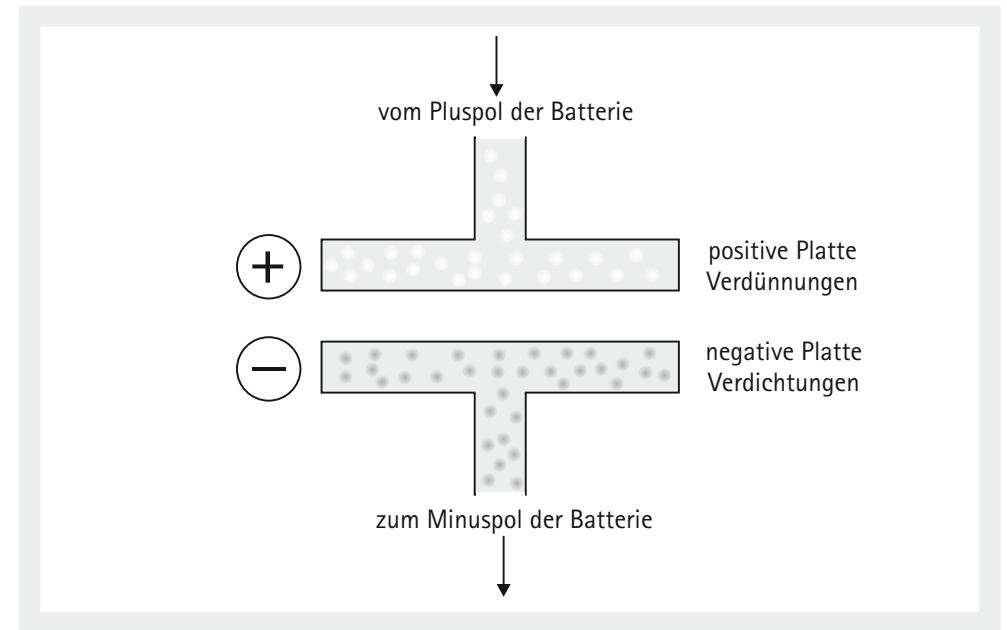 vom Pluspol der Batterie
+
positive Platte
Verdünnungen
−
negative Platte
Verdichtungen
zum Minuspol der Batterie